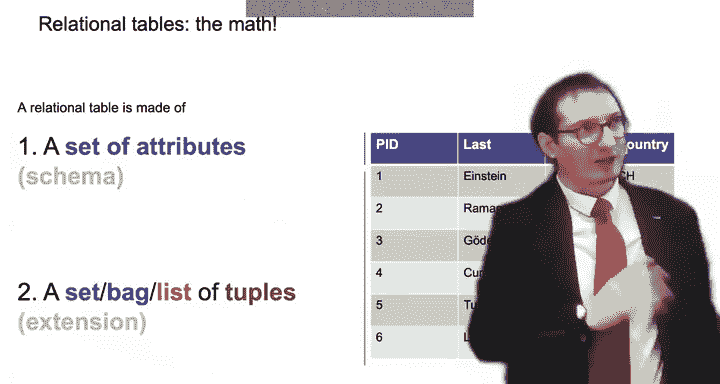 Relational tables: the math!
A relational table is made of
1. A set of attributes
(schema)
2. A set/bag/list of tuples
(extension)
PID Last
1 Einstein CH
2
3
4
5
6